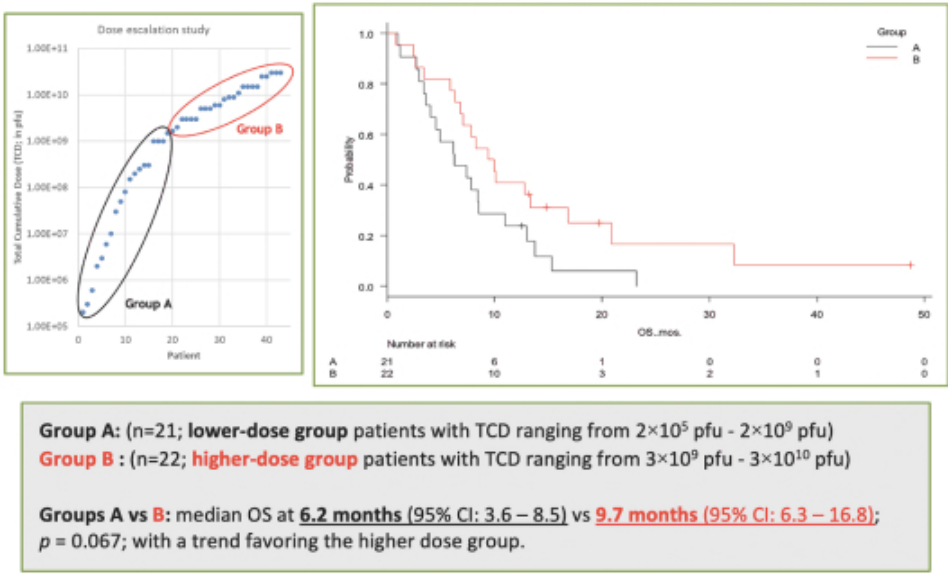 Dose escalation study
1.00E+11
1.00E+10
1.00E+09
1.00E+08
1.00E+07
1.00E+06
1.00E+05
Total Cumulative Dose (TCD; in pfu)
0 10 20 30 40
Patient
Group A
Group B
Group
A
B
1.0
0.8
0.6
0.4
0.2
0.0
Probability
0 10 20 30 40 50
OS..mos.
Number at risk
A 21 6 1 0 0 0
B 22 10 3 2 1 0
Group A: (n=21; lower-dose group patients with TCD ranging from 2×10⁵ pfu - 2×10⁹ pfu)
Group B : (n=22; higher-dose group patients with TCD ranging from 3×10⁹ pfu - 3×10¹⁰ pfu)
Groups A vs B: median OS at 6.2 months (95% CI: 3.6 – 8.5) vs 9.7 months (95% CI: 6.3 – 16.8);
p = 0.067; with a trend favoring the higher dose group.